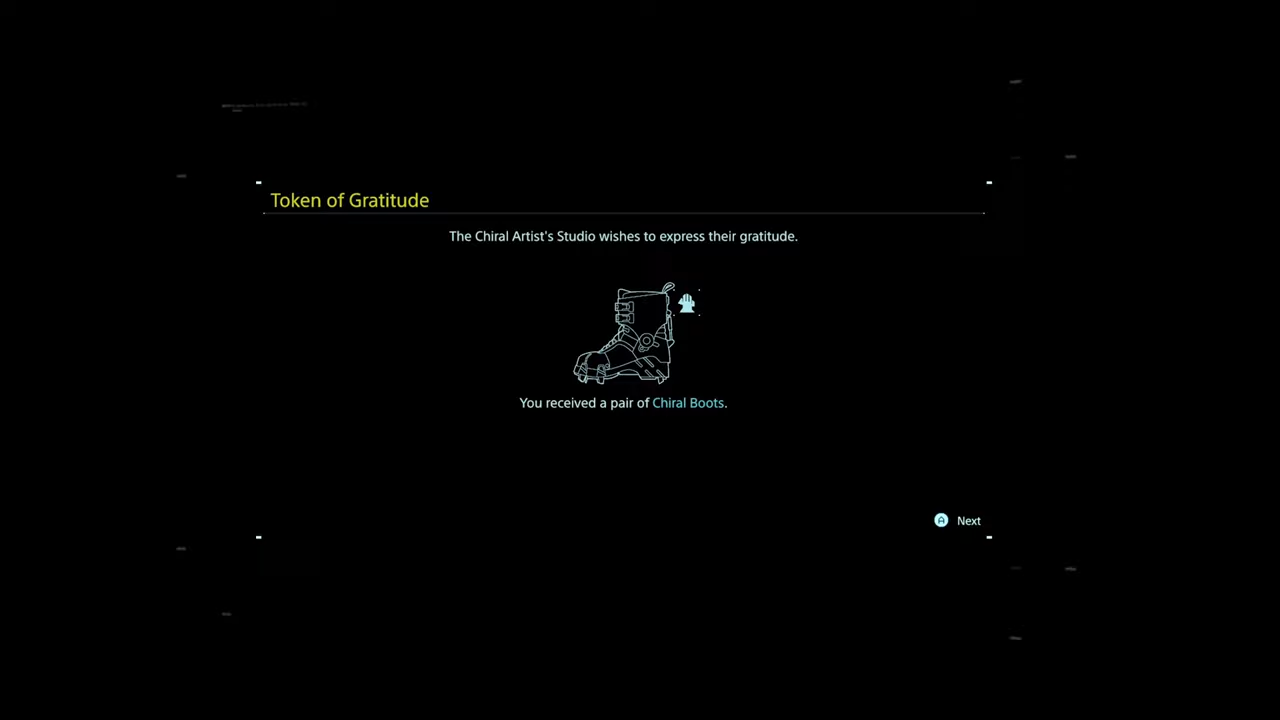 Token of Gratitude
The Chiral Artist's Studio wishes to express their gratitude.
You received a pair of Chiral Boots.
A Next